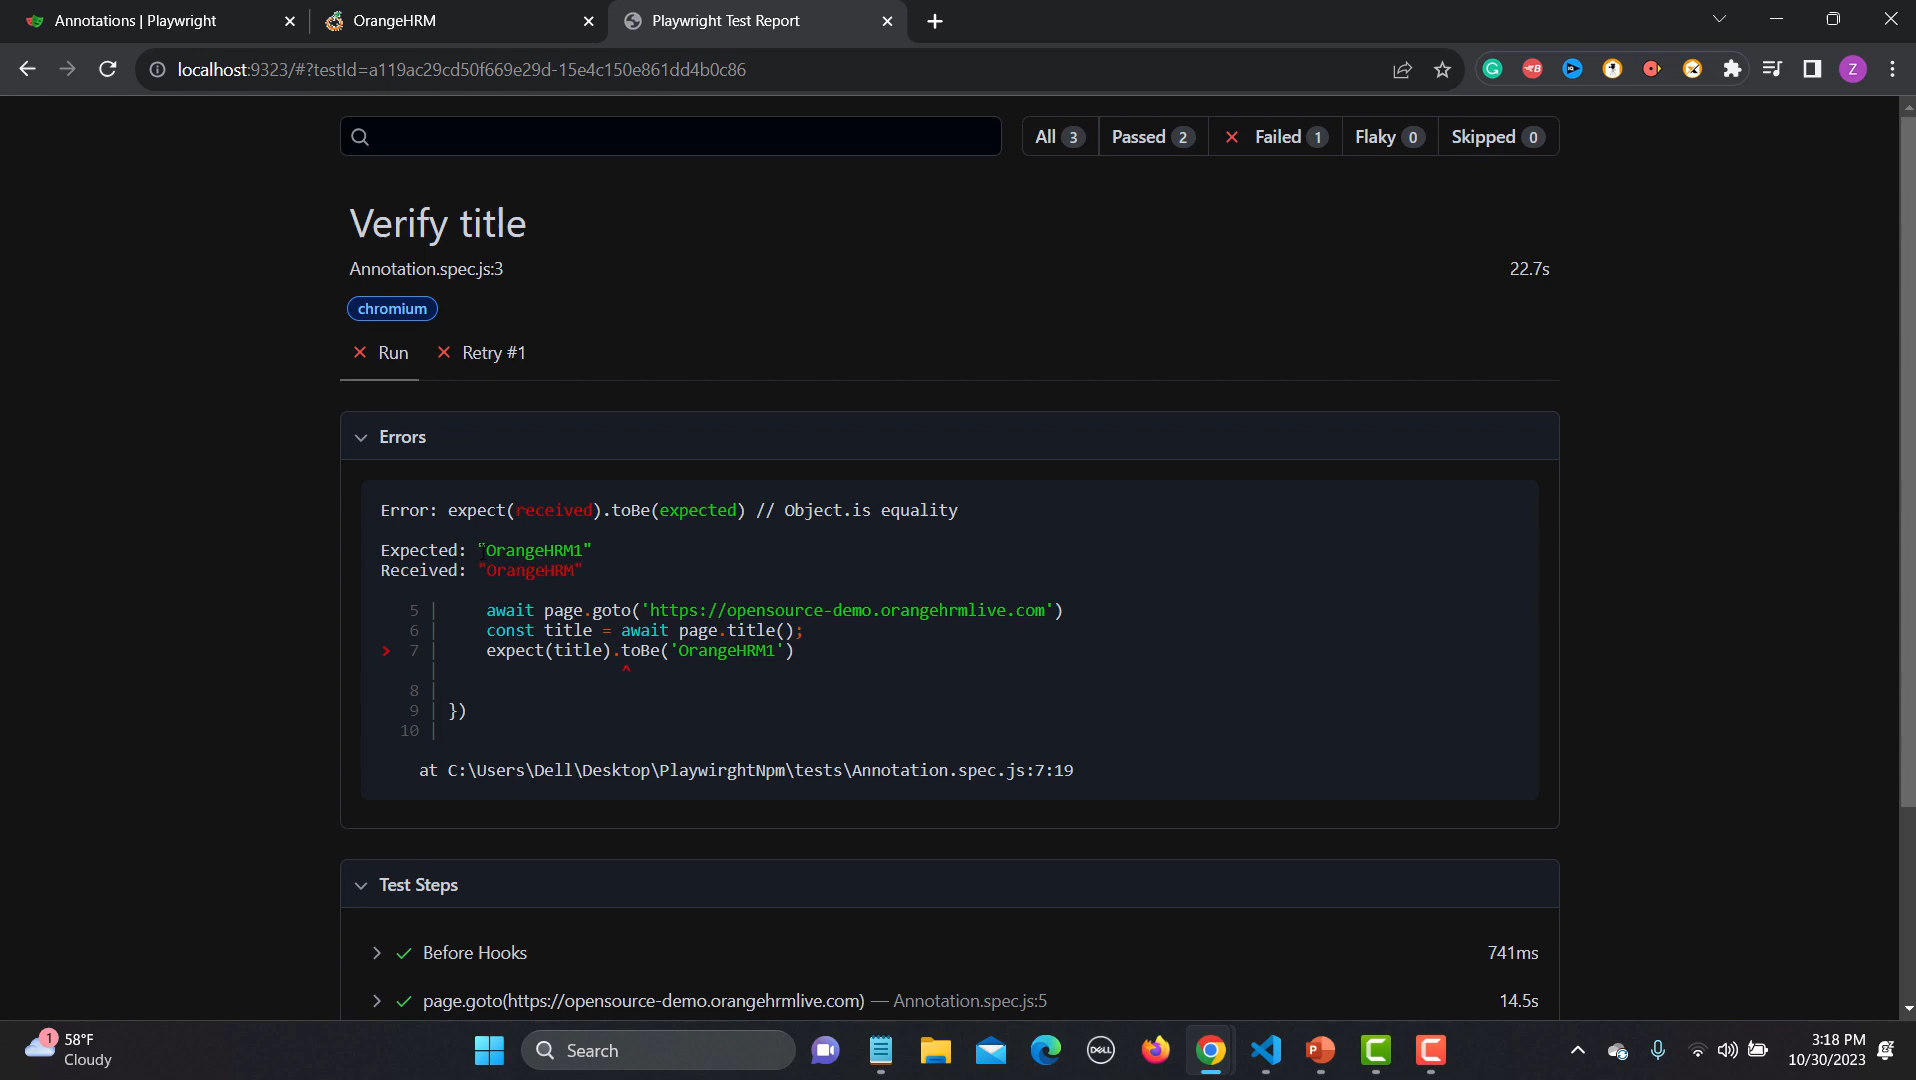 Annotations | Playwright
OrangeHRM
Playwright Test Report
localhost:9323/#?testId=a119ac29cd50f669e29d-15e4c150e861dd4b0c86
Z
All 3 Passed 2 Failed 1 Flaky 0 Skipped 0
Verify title
Annotation.spec.js:3 22.7s
chromium
Run Retry #1
Errors
Error: expect(received).toBe(expected) // Object.is equality
Expected: "OrangeHRM1"
Received: "OrangeHRM"
5 | await page.goto('https://opensource-demo.orangehrmlive.com')
6 | const title = await page.title();
> 7 | expect(title).toBe('OrangeHRM1')
| ^
8 |
9 | })
10 |
at C:\Users\Dell\Desktop\PlaywirghtNpm\tests\Annotation.spec.js:7:19
Test Steps
Before Hooks 741ms
page.goto(https://opensource-demo.orangehrmlive.com) — Annotation.spec.js:5 14.5s
1 58°F
Cloudy
Search
DELL
3:18 PM
10/30/2023